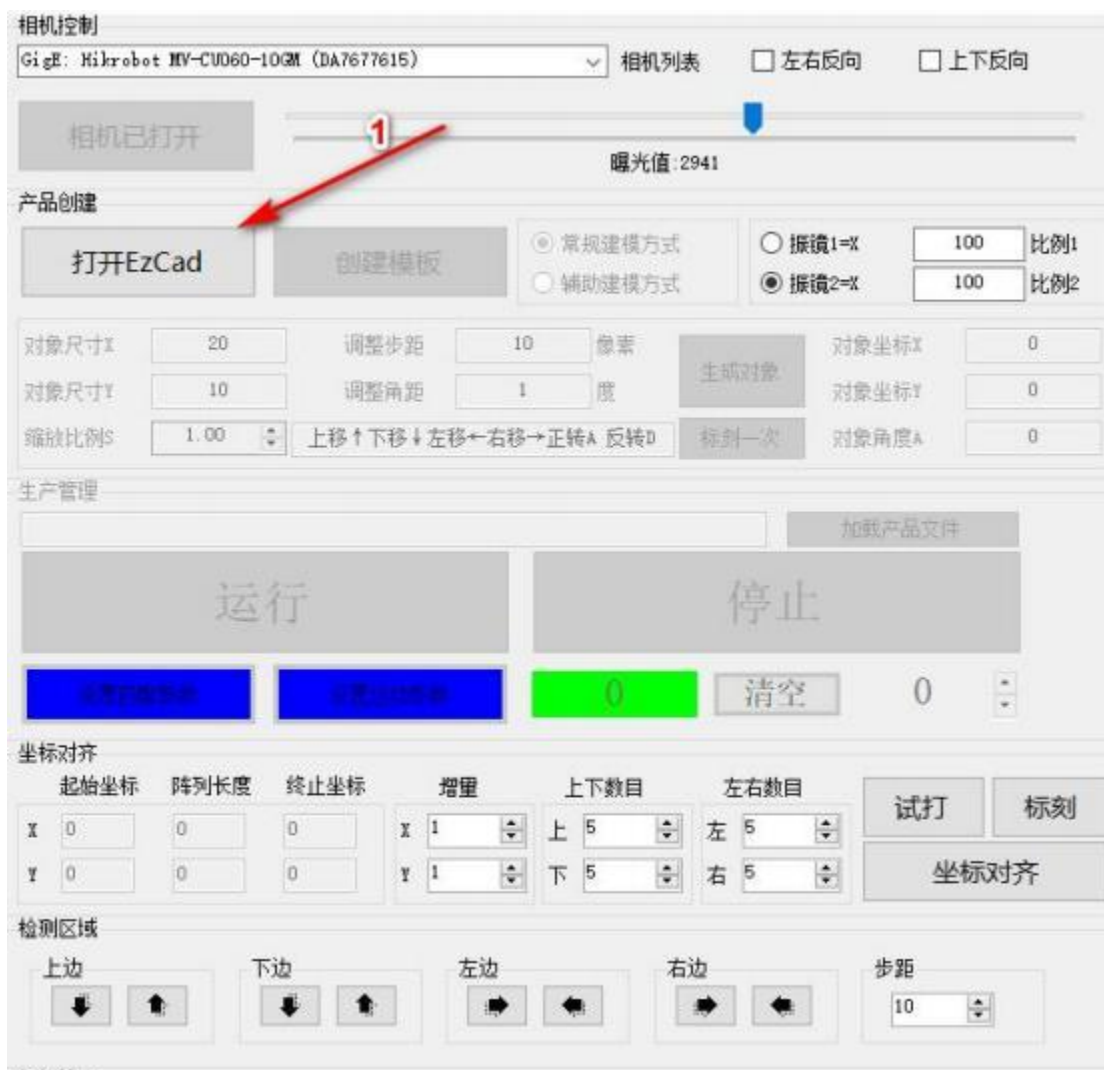 相机控制
GigE: Hikrobot MV-CU060-10GM (DA7677615) 相机列表 左右反向 上下反向
相机已打开 1
曝光值:2941
产品创建
打开EzCad 创建模板 常规建模方式 振镜1=X 100 比例1
辅助建模方式 振镜2=X 100 比例2
对象尺寸X 20 调整步距 10 像素 生成对象 对象坐标X 0
对象尺寸Y 10 调整角距 1 度 对象坐标Y 0
缩放比例S 1.00 上移↑下移↓左移←右移→正转A 反转D 标刻一次 对象角度A 0
生产管理
加载产品文件
运行 停止
0 清空 0
坐标对齐
起始坐标 阵列长度 终止坐标 增量 上下数目 左右数目 试打 标刻
X 0 0 0 X 1 上 5 左 5
Y 0 0 0 Y 1 下 5 右 5 坐标对齐
检测区域
上边 下边 左边 右边 步距
10